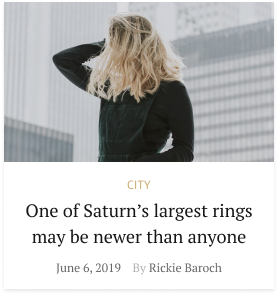 CITY
One of Saturn’s largest rings
may be newer than anyone
June 6, 2019 By Rickie Baroch